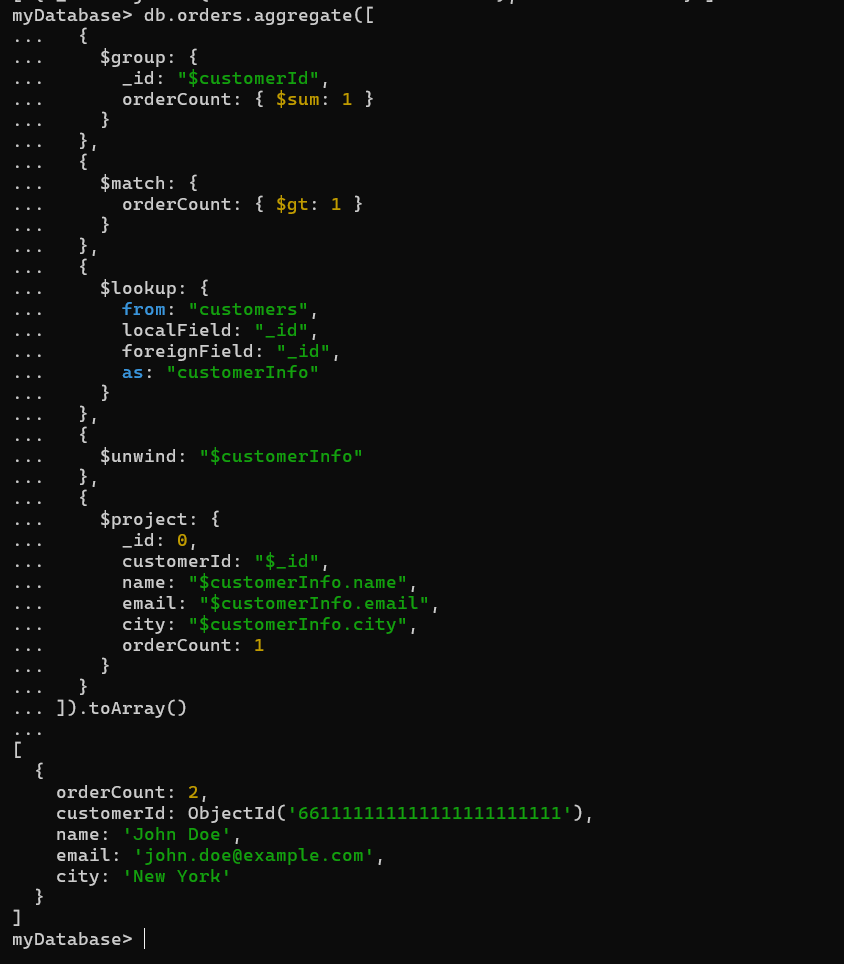 myDatabase> db.orders.aggregate([
...   {
...     $group: {
...       _id: "$customerId",
...       orderCount: { $sum: 1 }
...     }
...   },
...   {
...     $match: {
...       orderCount: { $gt: 1 }
...     }
...   },
...   {
...     $lookup: {
...       from: "customers",
...       localField: "_id",
...       foreignField: "_id",
...       as: "customerInfo"
...     }
...   },
...   {
...     $unwind: "$customerInfo"
...   },
...   {
...     $project: {
...       _id: 0,
...       customerId: "$_id",
...       name: "$customerInfo.name",
...       email: "$customerInfo.email",
...       city: "$customerInfo.city",
...       orderCount: 1
...     }
...   }
... ]).toArray()
...
[
  {
    orderCount: 2,
    customerId: ObjectId('661111111111111111111111'),
    name: 'John Doe',
    email: 'john.doe@example.com',
    city: 'New York'
  }
]
myDatabase>